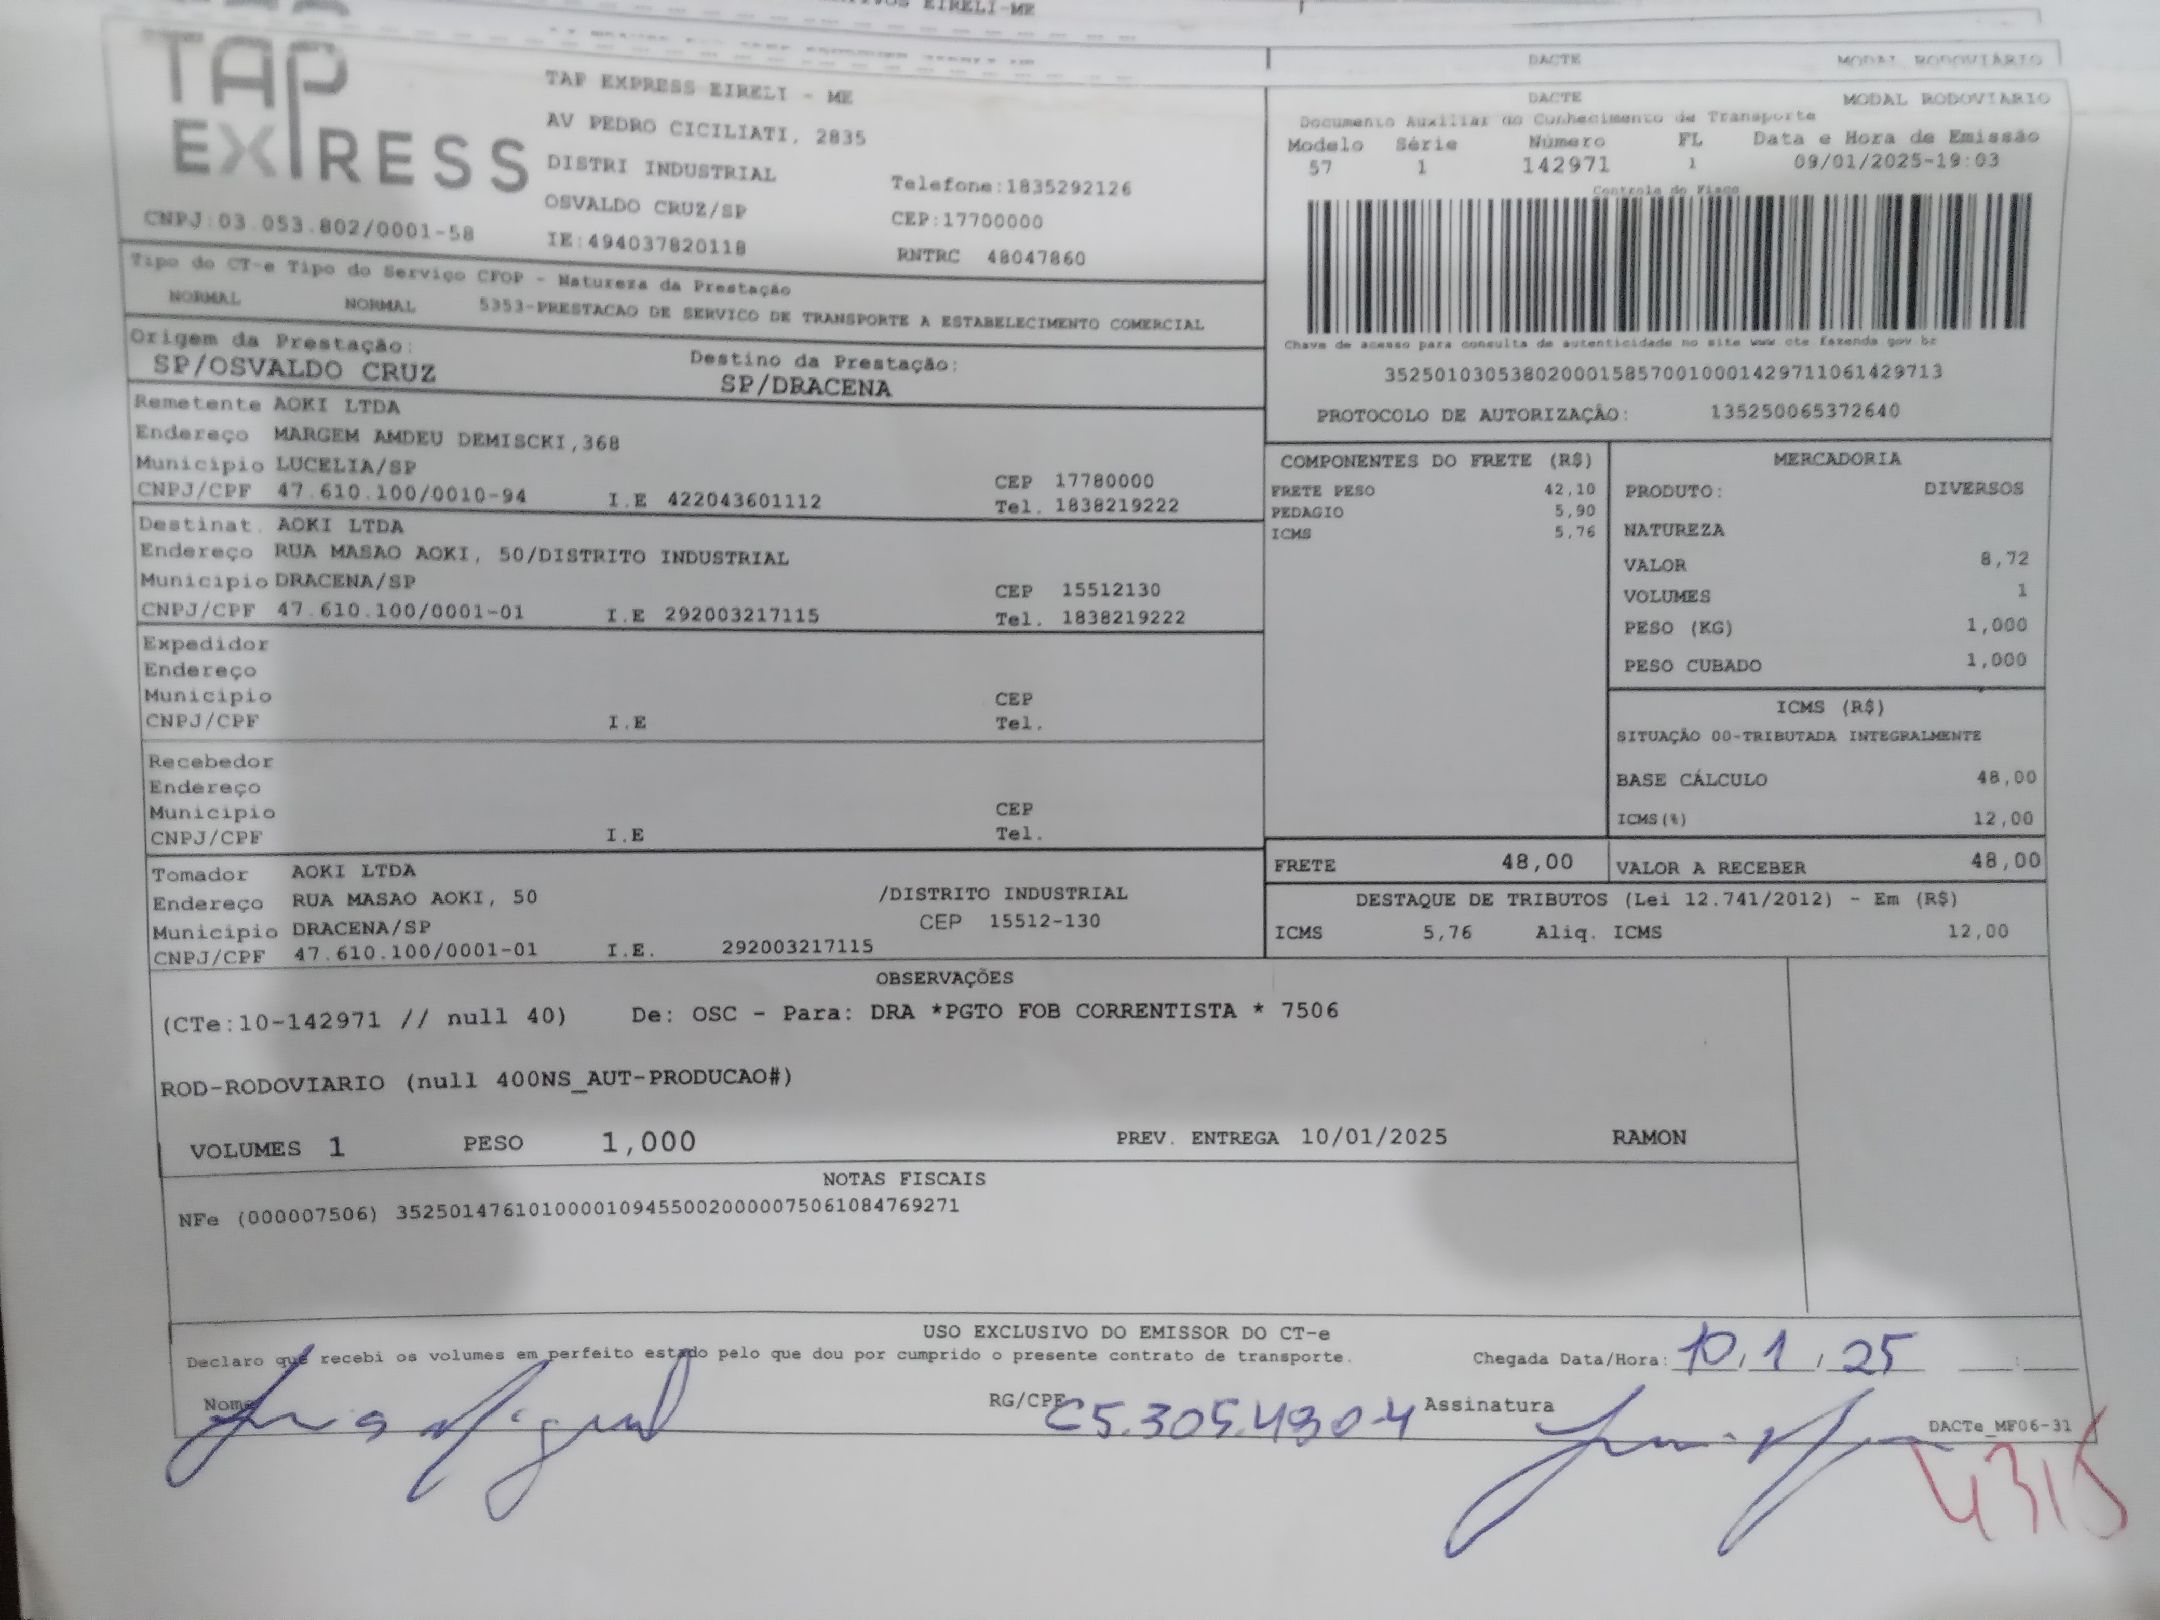 EIRELI-ME
DACTE MODAL RODOVIÁRIO
TAP EXPRESS
TAP EXPRESS EIRELI - ME
AV PEDRO CICILIATI, 2835
DISTRI INDUSTRIAL Telefone:1835292126
OSVALDO CRUZ/SP CEP:17700000
CNPJ:03.053.802/0001-58 IE:494037820118 RNTRC 48047860
DACTE MODAL RODOVIARIO
Documento Auxiliar do Conhecimento de Transporte
Modelo Série Número FL Data e Hora de Emissão
57 1 142971 1 09/01/2025-19:03
Controle do Fisco
Chave de acesso para consulta de autenticidade no site www.cte.fazenda.gov.br
35250103053802000158570010001429711061429713
PROTOCOLO DE AUTORIZAÇÃO: 135250065372640
Tipo do CT-e Tipo do Serviço CFOP - Natureza da Prestação
NORMAL NORMAL 5353-PRESTACAO DE SERVICO DE TRANSPORTE A ESTABELECIMENTO COMERCIAL
Origem da Prestação: Destino da Prestação:
SP/OSVALDO CRUZ SP/DRACENA
Remetente AOKI LTDA
Endereço MARGEM AMDEU DEMISCKI,368
Município LUCELIA/SP CEP 17780000
CNPJ/CPF 47.610.100/0010-94 I.E 422043601112 Tel. 1838219222
Destinat. AOKI LTDA
Endereço RUA MASAO AOKI, 50/DISTRITO INDUSTRIAL
Município DRACENA/SP CEP 15512130
CNPJ/CPF 47.610.100/0001-01 I.E 292003217115 Tel. 1838219222
Expedidor
Endereço
Município CEP
CNPJ/CPF I.E Tel.
Recebedor
Endereço
Município CEP
CNPJ/CPF I.E Tel.
Tomador AOKI LTDA
Endereço RUA MASAO AOKI, 50 /DISTRITO INDUSTRIAL
Município DRACENA/SP CEP 15512-130
CNPJ/CPF 47.610.100/0001-01 I.E. 292003217115
COMPONENTES DO FRETE (R$)
FRETE PESO 42,10
PEDAGIO 5,90
ICMS 5,76
MERCADORIA
PRODUTO: DIVERSOS
NATUREZA
VALOR 8,72
VOLUMES 1
PESO (KG) 1,000
PESO CUBADO 1,000
ICMS (R$)
SITUAÇÃO 00-TRIBUTADA INTEGRALMENTE
BASE CÁLCULO 48,00
ICMS(%) 12,00
FRETE 48,00 VALOR A RECEBER 48,00
DESTAQUE DE TRIBUTOS (Lei 12.741/2012) - Em (R$)
ICMS 5,76 Aliq. ICMS 12,00
OBSERVAÇÕES
(CTe:10-142971 // null 40) De: OSC - Para: DRA *PGTO FOB CORRENTISTA * 7506
ROD-RODOVIARIO (null 400NS_AUT-PRODUCAO#)
VOLUMES 1 PESO 1,000 PREV. ENTREGA 10/01/2025 RAMON
NOTAS FISCAIS
NFe (000007506) 35250147610100001094550020000075061084769271
USO EXCLUSIVO DO EMISSOR DO CT-e
Declaro que recebi os volumes em perfeito estado pelo que dou por cumprido o presente contrato de transporte. Chegada Data/Hora: 10/1/25 :
Nome RG/CPF 65.305.490-4 Assinatura
DACTe_MF06-31